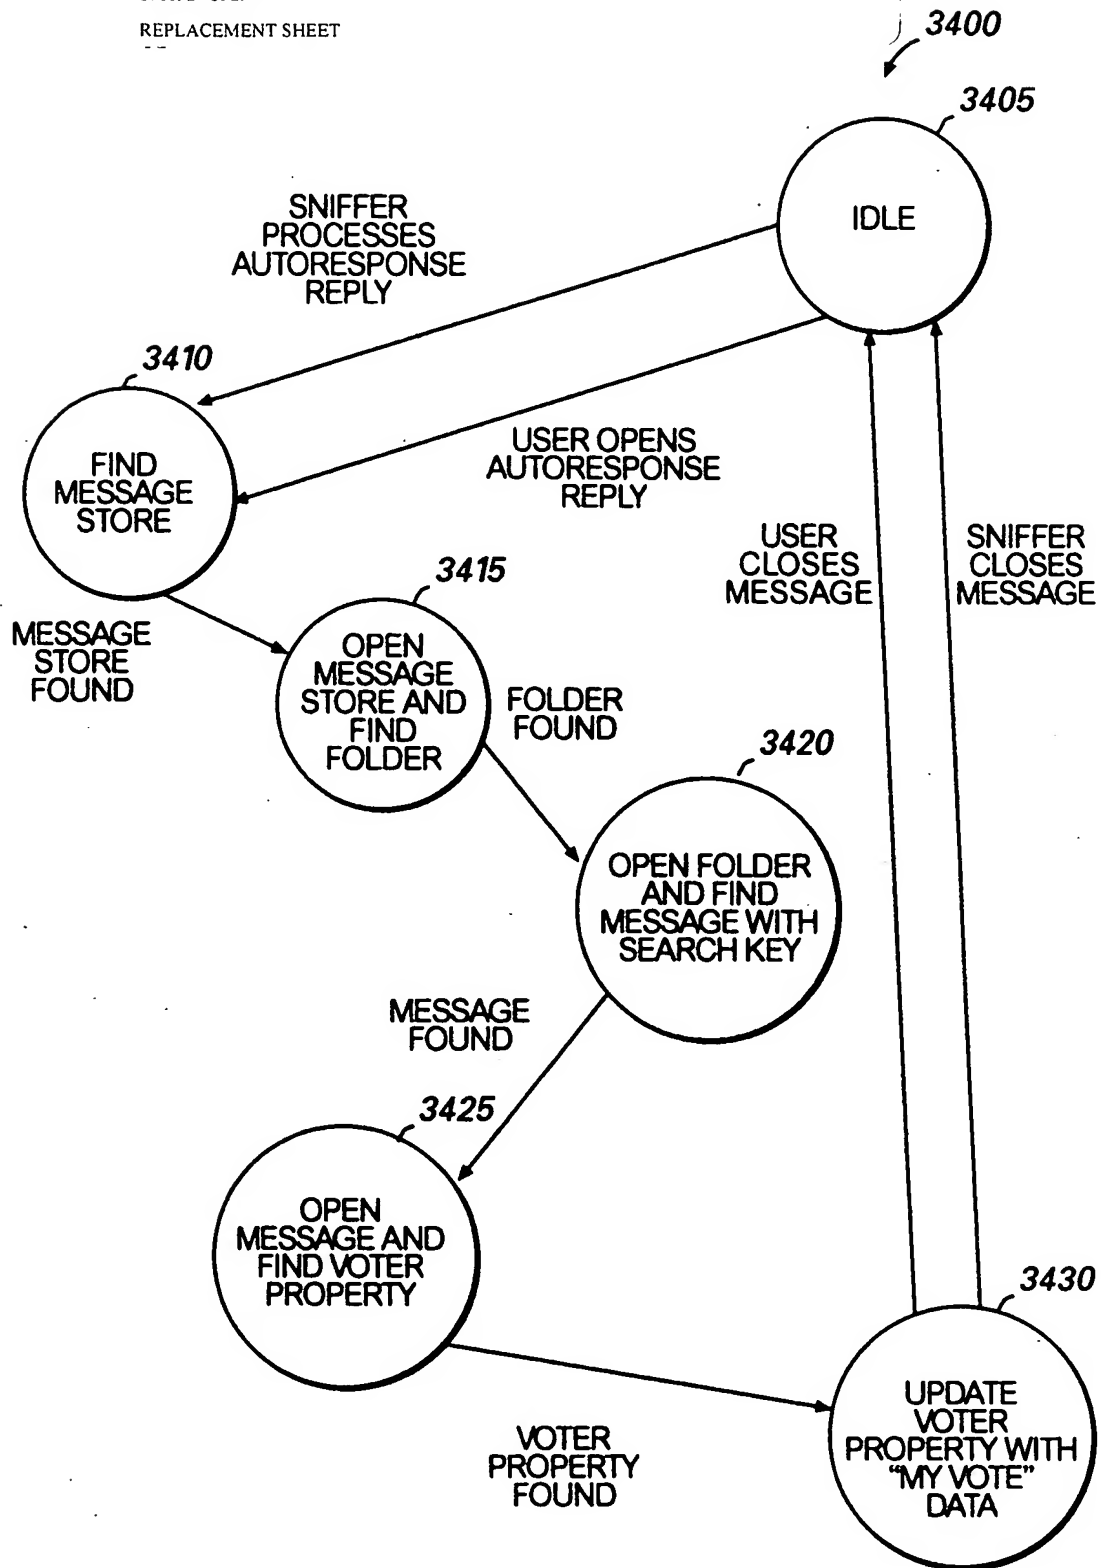 REPLACEMENT SHEET
3400
3405
IDLE
SNIFFER
PROCESSES
AUTORESPONSE
REPLY
3410
FIND
MESSAGE
STORE
USER OPENS
AUTORESPONSE
REPLY
USER
CLOSES
MESSAGE
SNIFFER
CLOSES
MESSAGE
MESSAGE
STORE
FOUND
3415
OPEN
MESSAGE
STORE AND
FIND
FOLDER
FOLDER
FOUND
3420
OPEN FOLDER
AND FIND
MESSAGE WITH
SEARCH KEY
MESSAGE
FOUND
3425
OPEN
MESSAGE AND
FIND VOTER
PROPERTY
VOTER
PROPERTY
FOUND
3430
UPDATE
VOTER
PROPERTY WITH
“MY VOTE”
DATA